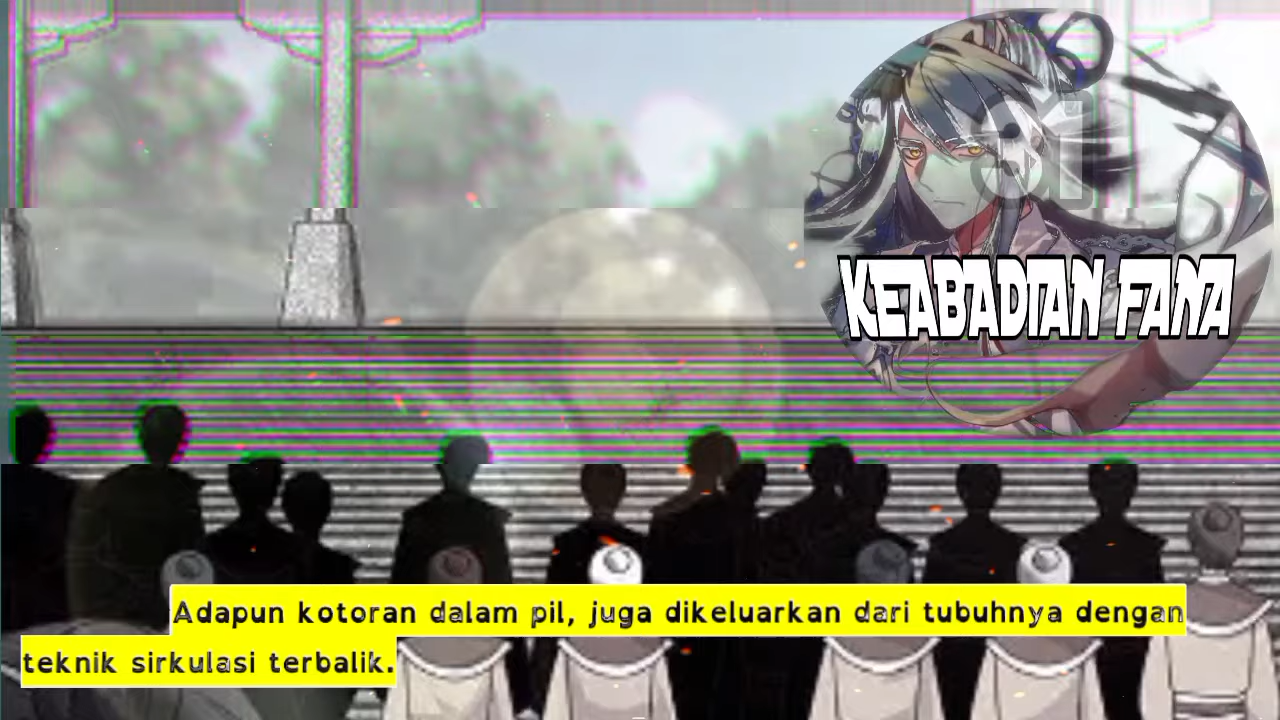 KEABADIAN FANA
Adapun kotoran dalam pil, juga dikeluarkan dari tubuhnya dengan
teknik sirkulasi terbalik.